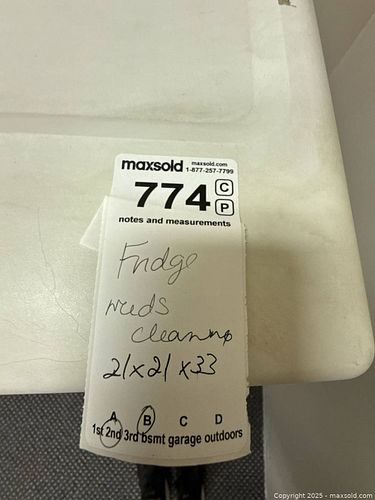 maxsold maxsold.com
1-877-257-7799
774 C
P
notes and measurements
Fridge
needs
cleaning
21x21x33
A B C D
1st 2nd 3rd bsmt garage outdoors
Copyright 2025 - maxsold.com